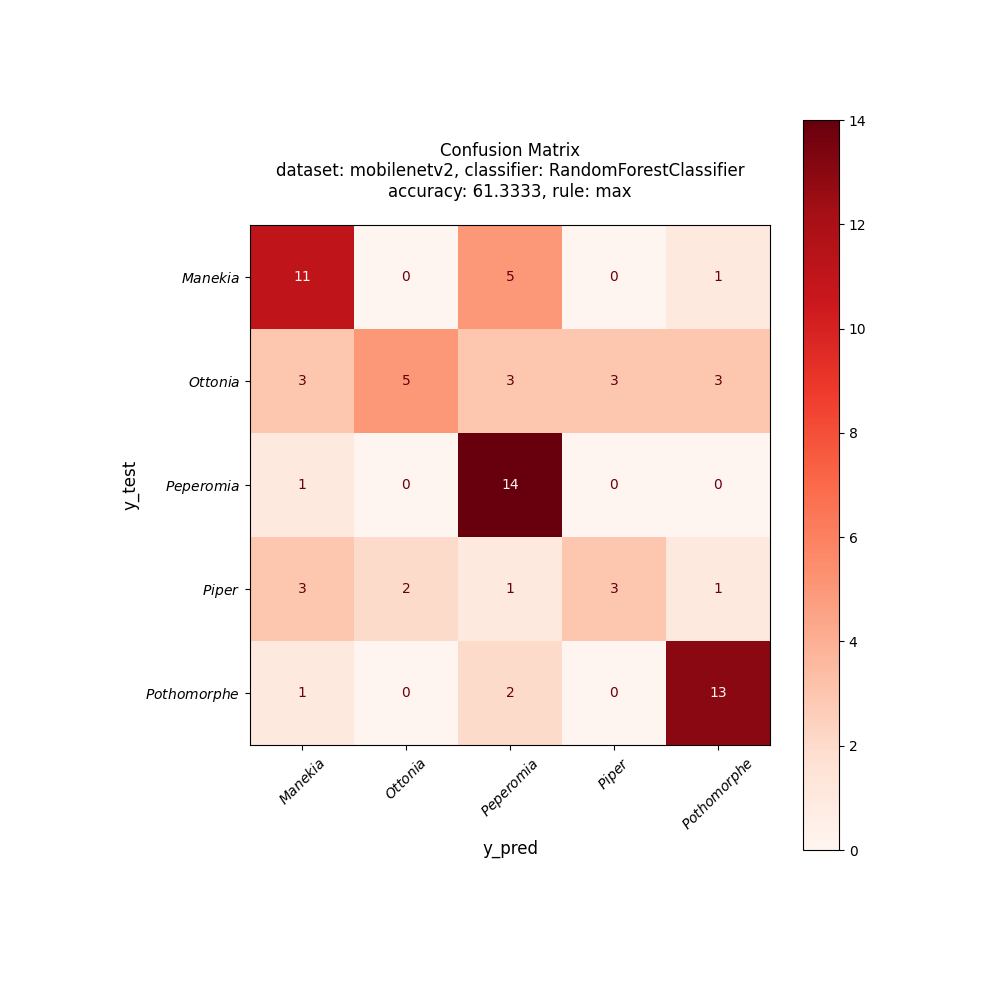 Confusion Matrix
dataset: mobilenetv2, classifier: RandomForestClassifier
accuracy: 61.3333, rule: max
Manekia 11 0 5 0 1
Ottonia 3 5 3 3 3
Peperomia 1 0 14 0 0
Piper 3 2 1 3 1
Pothomorphe 1 0 2 0 13
Manekia Ottonia Peperomia Piper Pothomorphe
y_test
y_pred
14
12
10
8
6
4
2
0